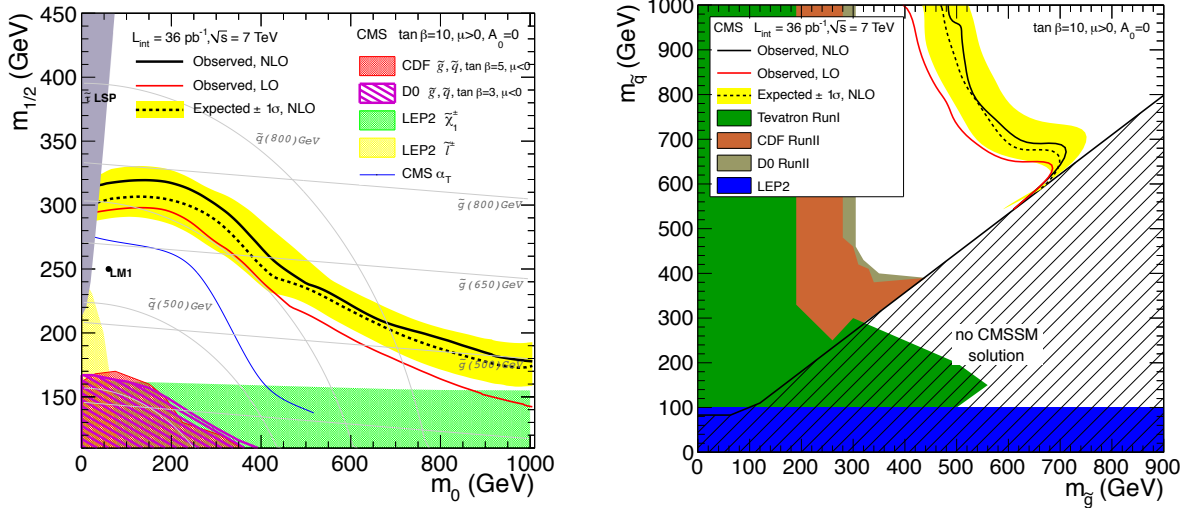 L_int = 36 pb⁻¹,√s = 7 TeV
CMS tan β=10, μ>0, A₀=0
Observed, NLO
Observed, LO
Expected ± 1σ, NLO
CDF g̃, q̃, tan β=5, μ<0
D0 g̃, q̃, tan β=3, μ<0
LEP2 χ̃₁±
LEP2 l̃±
CMS α_T
τ̃ LSP
q̃(800)GeV
g̃(800)GeV
LM1
g̃(650)GeV
q̃(500)GeV
g̃(500)GeV
m₁/₂ (GeV)
450
400
350
300
250
200
150
0 200 400 600 800 1000
m₀ (GeV)
CMS L_int = 36 pb⁻¹,√s = 7 TeV
tan β=10, μ>0, A₀=0
Observed, NLO
Observed, LO
Expected ± 1σ, NLO
Tevatron RunI
CDF RunII
D0 RunII
LEP2
no CMSSM
solution
m_q̃ (GeV)
1000
900
800
700
600
500
400
300
200
100
0
0 100 200 300 400 500 600 700 800 900
m_g̃ (GeV)